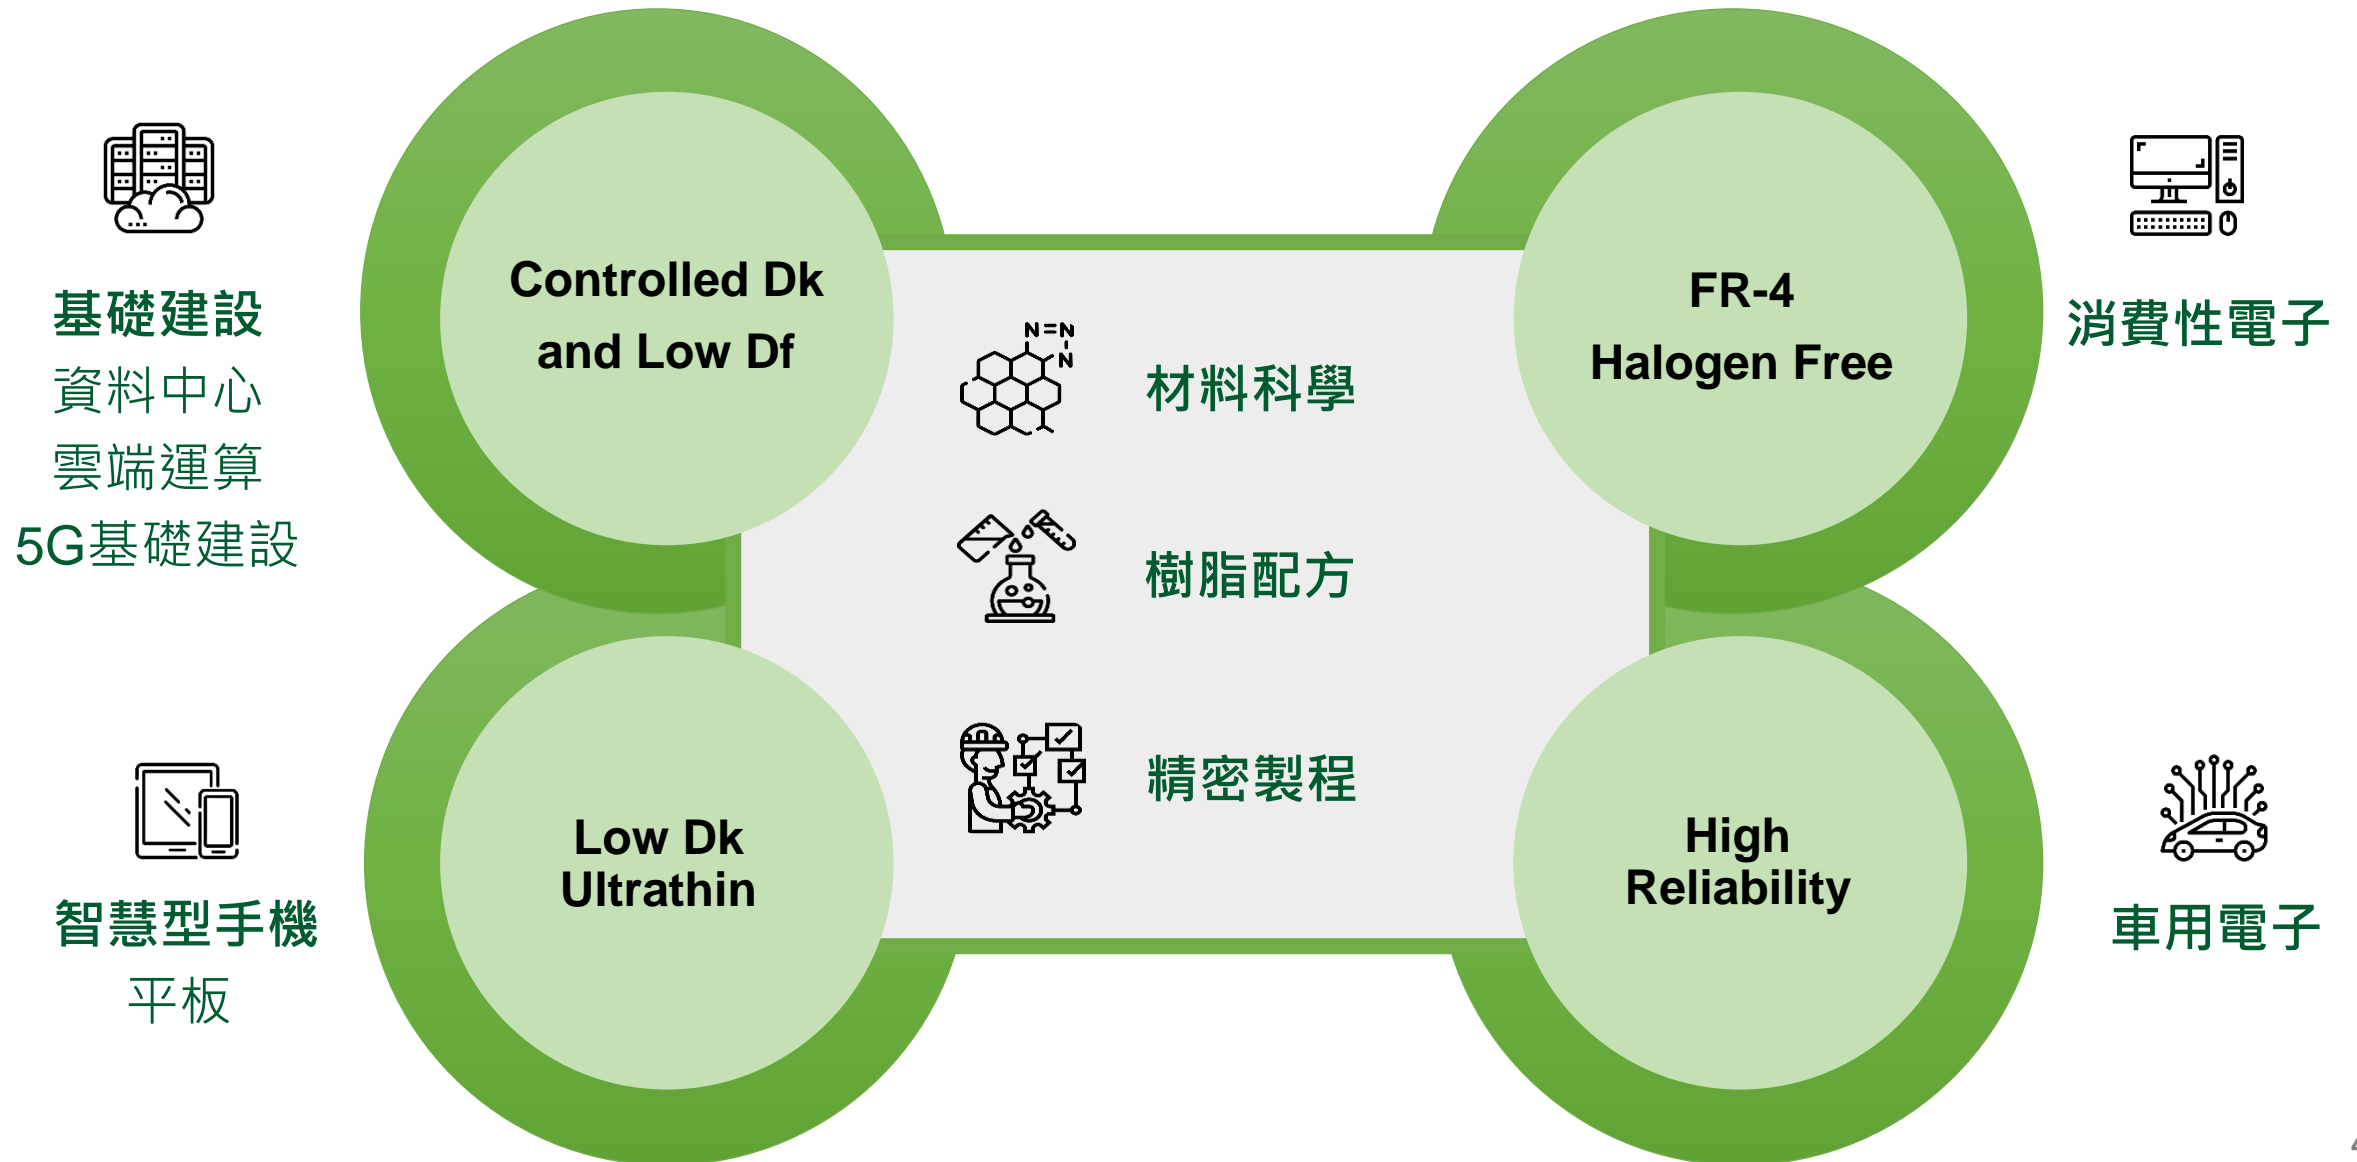 基礎建設
資料中心
雲端運算
5G基礎建設
Controlled Dk
and Low Df
N=N
N
材料科學
樹脂配方
精密製程
FR-4
Halogen Free
消費性電子
智慧型手機
平板
Low Dk
Ultrathin
High
Reliability
車用電子